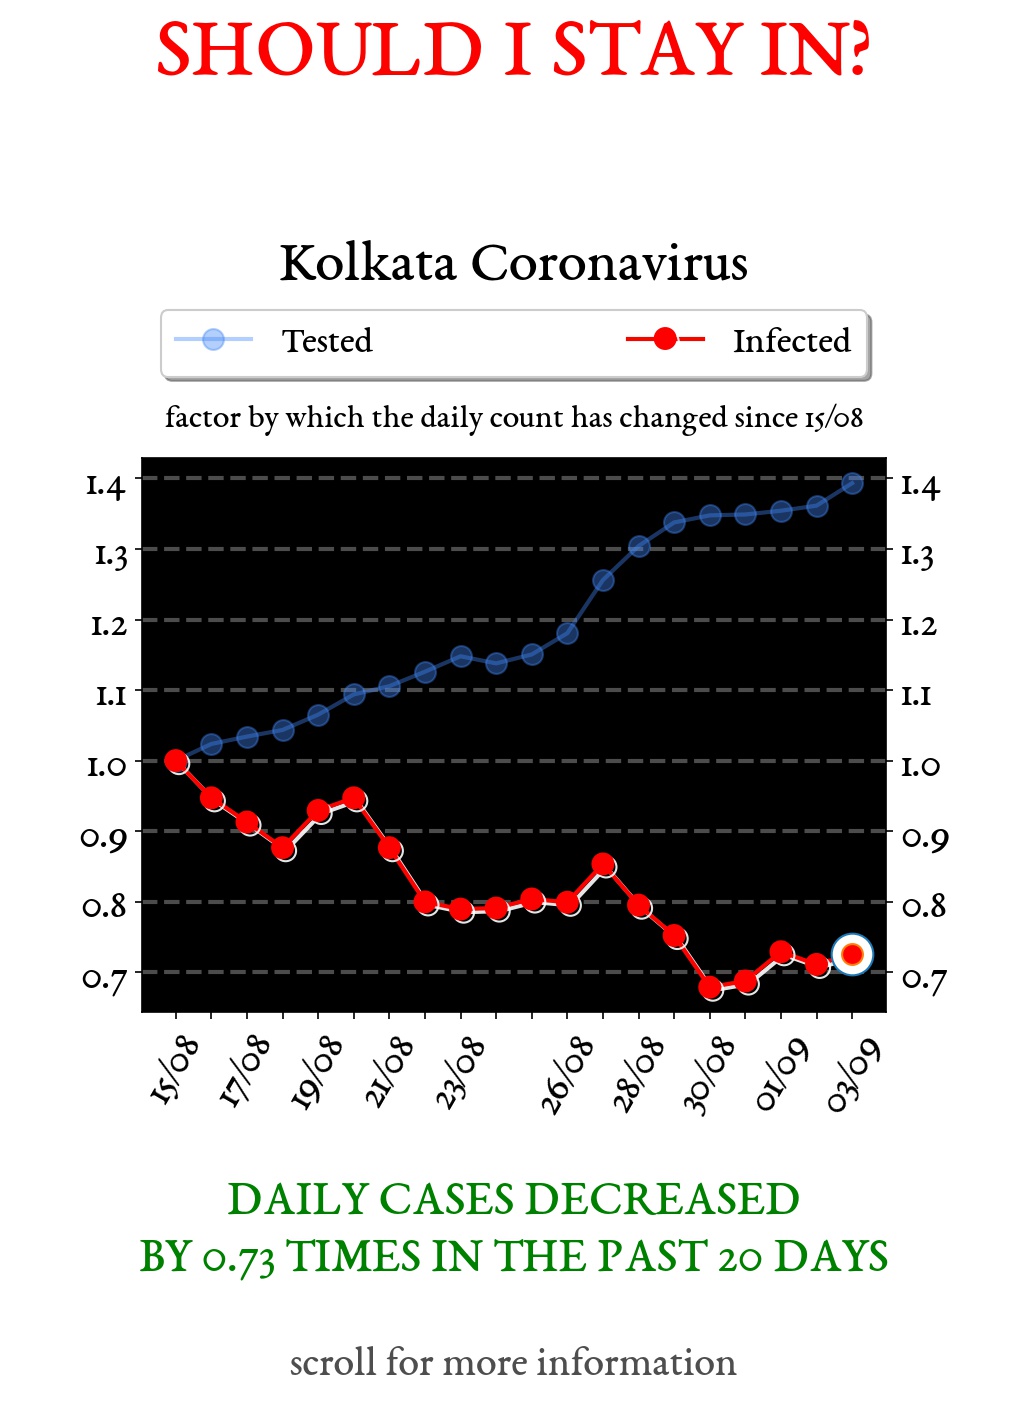 SHOULD I STAY IN?
Kolkata Coronavirus
Tested Infected
factor by which the daily count has changed since 15/08
1.4 1.4
1.3 1.3
1.2 1.2
1.1 1.1
1.0 1.0
0.9 0.9
0.8 0.8
0.7 0.7
15/08 17/08 19/08 21/08 23/08 26/08 28/08 30/08 01/09 03/09
DAILY CASES DECREASED
BY 0.73 TIMES IN THE PAST 20 DAYS
scroll for more information